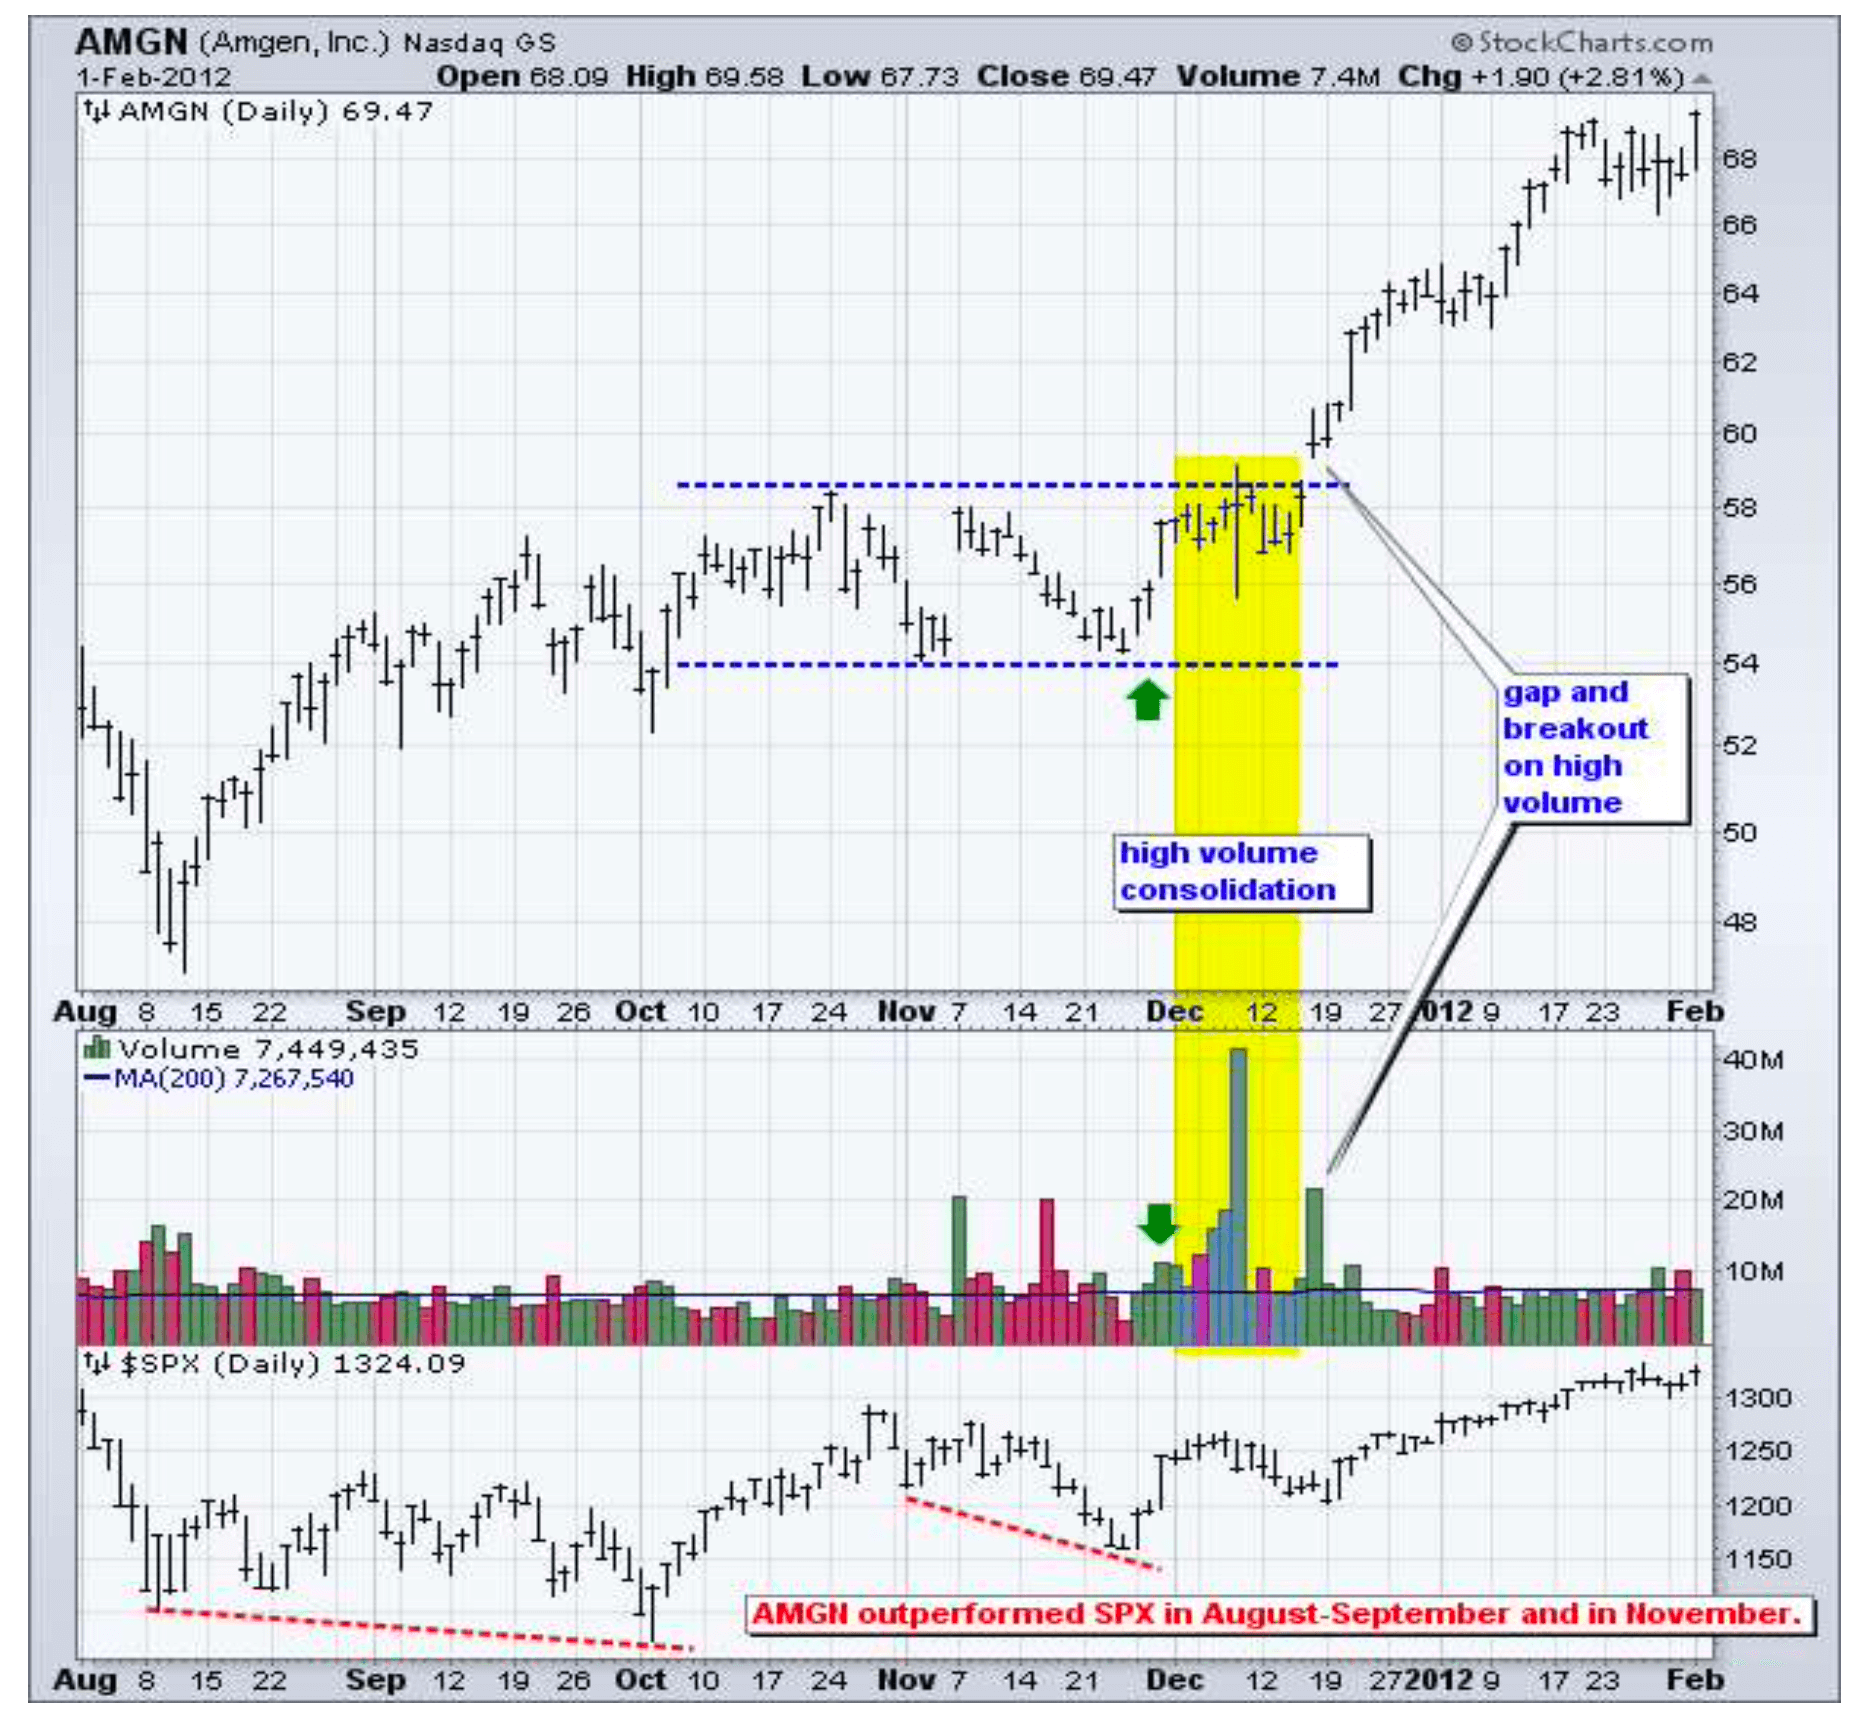 AMGN (Amgen, Inc.) Nasdaq GS
© StockCharts.com
1-Feb-2012
Open 68.09 High 69.58 Low 67.73 Close 69.47 Volume 7.4M Chg +1.90 (+2.81%)
AMGN (Daily) 69.47
68
66
64
62
60
58
56
54
52
50
48
gap and
breakout
on high
volume
high volume
consolidation
Aug 8 15 22 Sep 12 19 26 Oct 10 17 24 Nov 7 14 21 Dec 12 19 27 2012 9 17 23 Feb
Volume 7,449,435
MA(200) 7,267,540
40M
30M
20M
10M
$SPX (Daily) 1324.09
1300
1250
1200
1150
AMGN outperformed SPX in August-September and in November.
Aug 8 15 22 Sep 12 19 26 Oct 10 17 24 Nov 7 14 21 Dec 12 19 27 2012 9 17 23 Feb